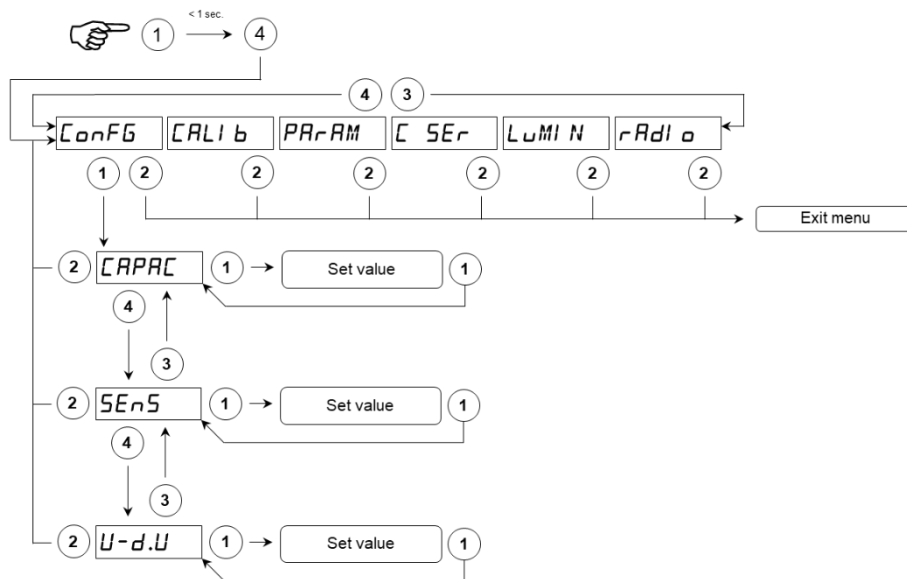 < 1 sec.
1 4
4 3
ConFG CALIb PArAM C SEr LuMIN rAdIo
1 2 2 2 2 2 2
Exit menu
2 CAPAC 1 Set value 1
4
3
2 SEnS 1 Set value 1
4
3
2 U-d.U 1 Set value 1